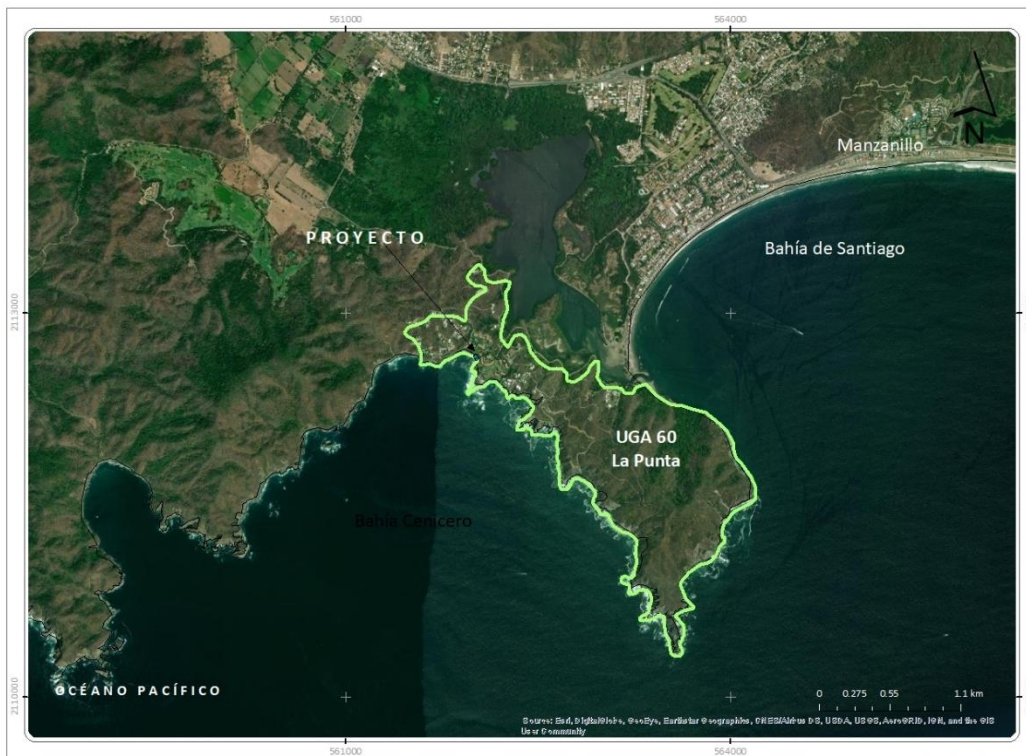 561000
564000
N
Manzanillo
Bahía de Santiago
PROYECTO
2113000
UGA 60
La Punta
Bahía Cenicero
2110000
OCÉANO PACÍFICO
0 0.275 0.55 1.1 km
Source: Esri, DigitalGlobe, GeoEye, Earthstar Geographics, CNES/Airbus DS, USDA, USGS, AeroGRID, IGN, and the GIS
User Community
561000
564000